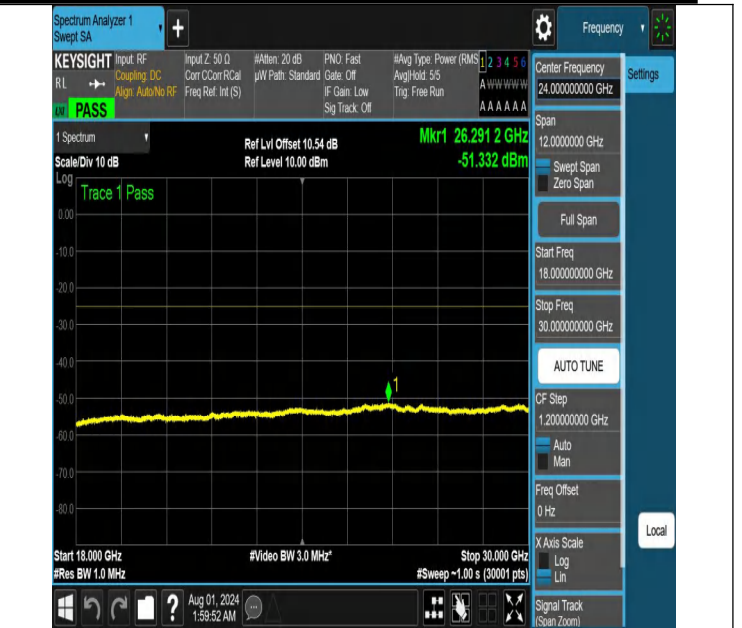 Spectrum Analyzer 1
Swept SA
+
Frequency
KEYSIGHT
RL
PASS
Input: RF
Coupling: DC
Align: Auto/No RF
Input Z: 50 Ω
Corr CCorr RCal
Freq Ref: Int (S)
#Atten: 20 dB
µW Path: Standard
PNO: Fast
Gate: Off
IF Gain: Low
Sig Track: Off
#Avg Type: Power (RMS
Avg|Hold: 5/5
Trig: Free Run
1 2 3 4 5 6
A W W W W W
A A A A A A
Center Frequency
24.000000000 GHz
Settings
1 Spectrum
Scale/Div 10 dB
Log
Ref Lvl Offset 10.54 dB
Ref Level 10.00 dBm
Mkr1 26.291 2 GHz
-51.332 dBm
Trace 1 Pass
0.00
-10.0
-20.0
-30.0
-40.0
-50.0
-60.0
-70.0
-80.0
1
Span
12.0000000 GHz
Swept Span
Zero Span
Full Span
Start Freq
18.000000000 GHz
Stop Freq
30.000000000 GHz
AUTO TUNE
CF Step
1.200000000 GHz
Auto
Man
Freq Offset
0 Hz
X Axis Scale
Log
Lin
Signal Track
(Span Zoom)
Local
Start 18.000 GHz
#Res BW 1.0 MHz
#Video BW 3.0 MHz*
Stop 30.000 GHz
#Sweep ~1.00 s (30001 pts)
?
Aug 01, 2024
1:59:52 AM